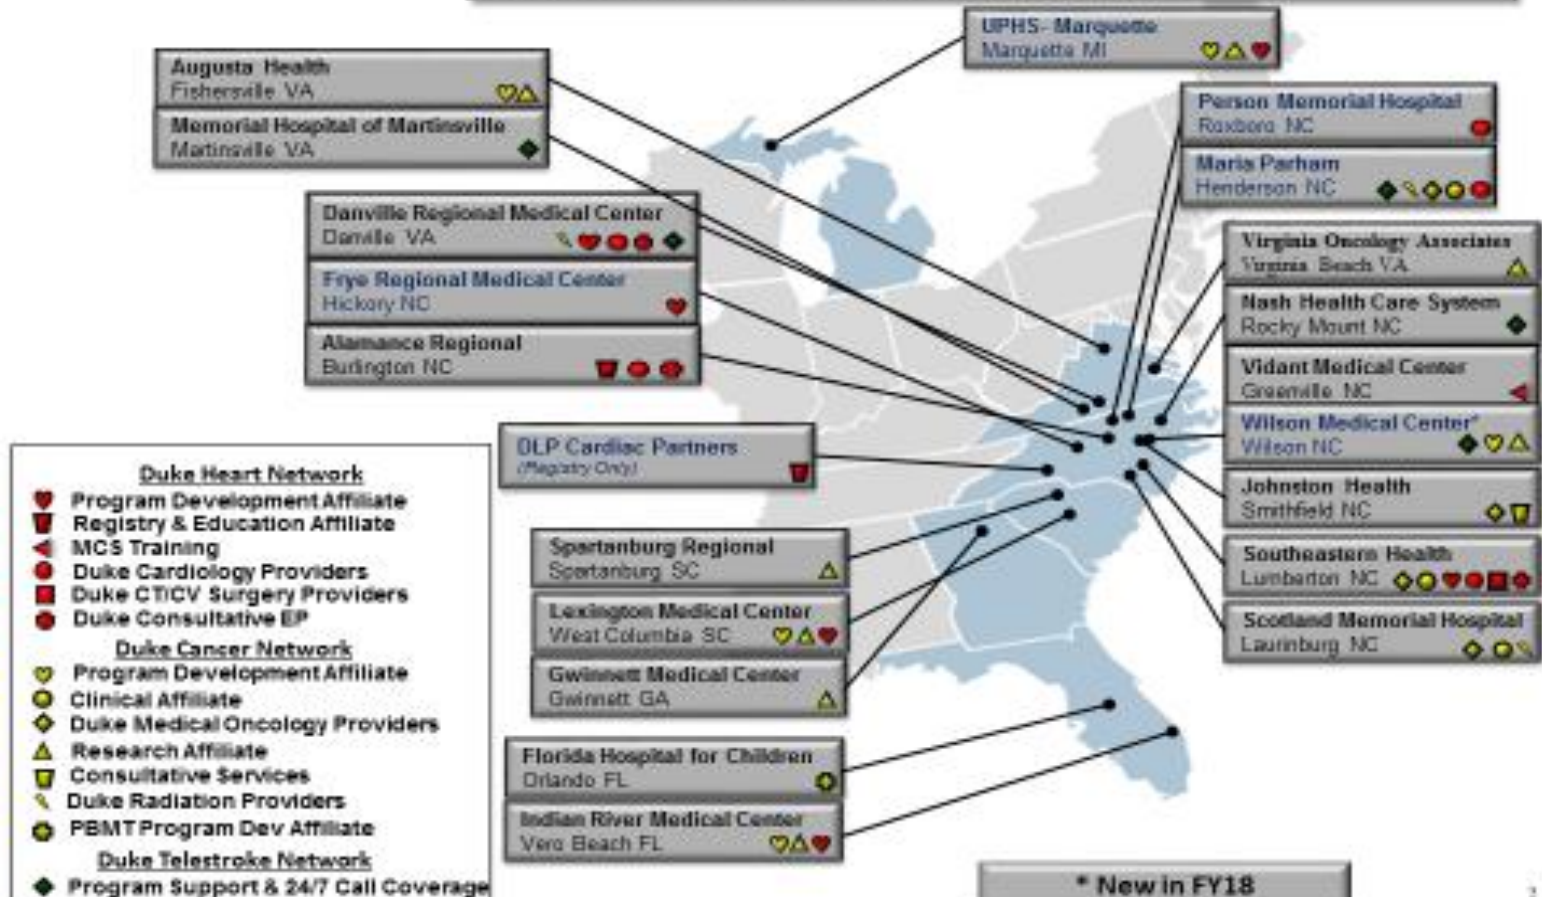 UPHS- Marquette
Marquette MI
Augusta Health
Fishersville VA
Memorial Hospital of Martinsville
Martinsville VA
Person Memorial Hospital
Roxboro NC
Maria Parham
Henderson NC
Danville Regional Medical Center
Danville VA
Frye Regional Medical Center
Hickory NC
Alamance Regional
Burlington NC
Virginia Oncology Associates
Virginia Beach VA
Nash Health Care System
Rocky Mount NC
Vidant Medical Center
Greenville NC
Wilson Medical Center*
Wilson NC
Johnston Health
Smithfield NC
Southeastern Health
Lumberton NC
Scotland Memorial Hospital
Laurinburg NC
DLP Cardiac Partners
(Registry Only)
Spartanburg Regional
Spartanburg SC
Lexington Medical Center
West Columbia SC
Gwinnett Medical Center
Gwinnett GA
Florida Hospital for Children
Orlando FL
Indian River Medical Center
Vero Beach FL
Duke Heart Network
Program Development Affiliate
Registry & Education Affiliate
MCS Training
Duke Cardiology Providers
Duke CT/CV Surgery Providers
Duke Consultative EP
Duke Cancer Network
Program Development Affiliate
Clinical Affiliate
Duke Medical Oncology Providers
Research Affiliate
Consultative Services
Duke Radiation Providers
PBMT Program Dev Affiliate
Duke Telestroke Network
Program Support & 24/7 Call Coverage
* New in FY18